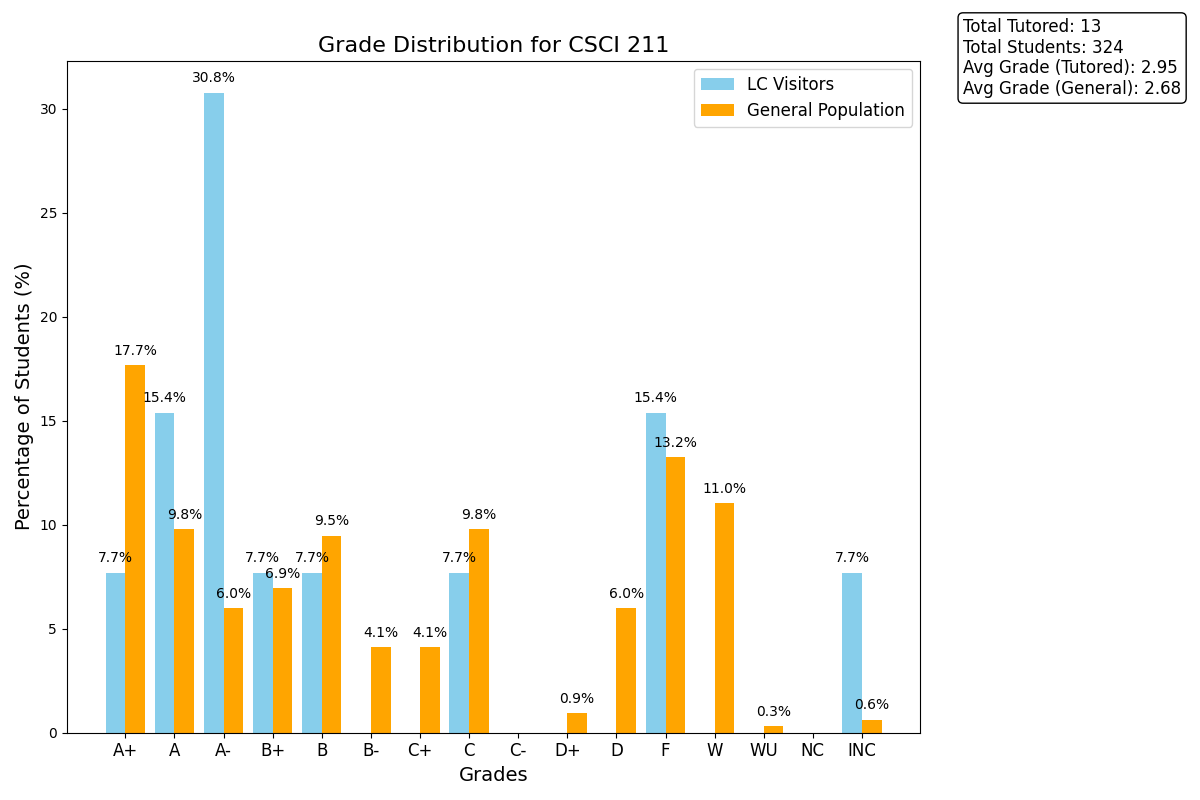 Grade Distribution for CSCI 211
Total Tutored: 13
Total Students: 324
Avg Grade (Tutored): 2.95
Avg Grade (General): 2.68
LC Visitors
General Population
Percentage of Students (%)
30
25
20
15
10
5
0
7.7%
17.7%
15.4%
9.8%
30.8%
6.0%
7.7%
6.9%
7.7%
9.5%
4.1%
4.1%
7.7%
9.8%
0.9%
6.0%
15.4%
13.2%
11.0%
0.3%
7.7%
0.6%
A+ A A- B+ B B- C+ C C- D+ D F W WU NC INC
Grades